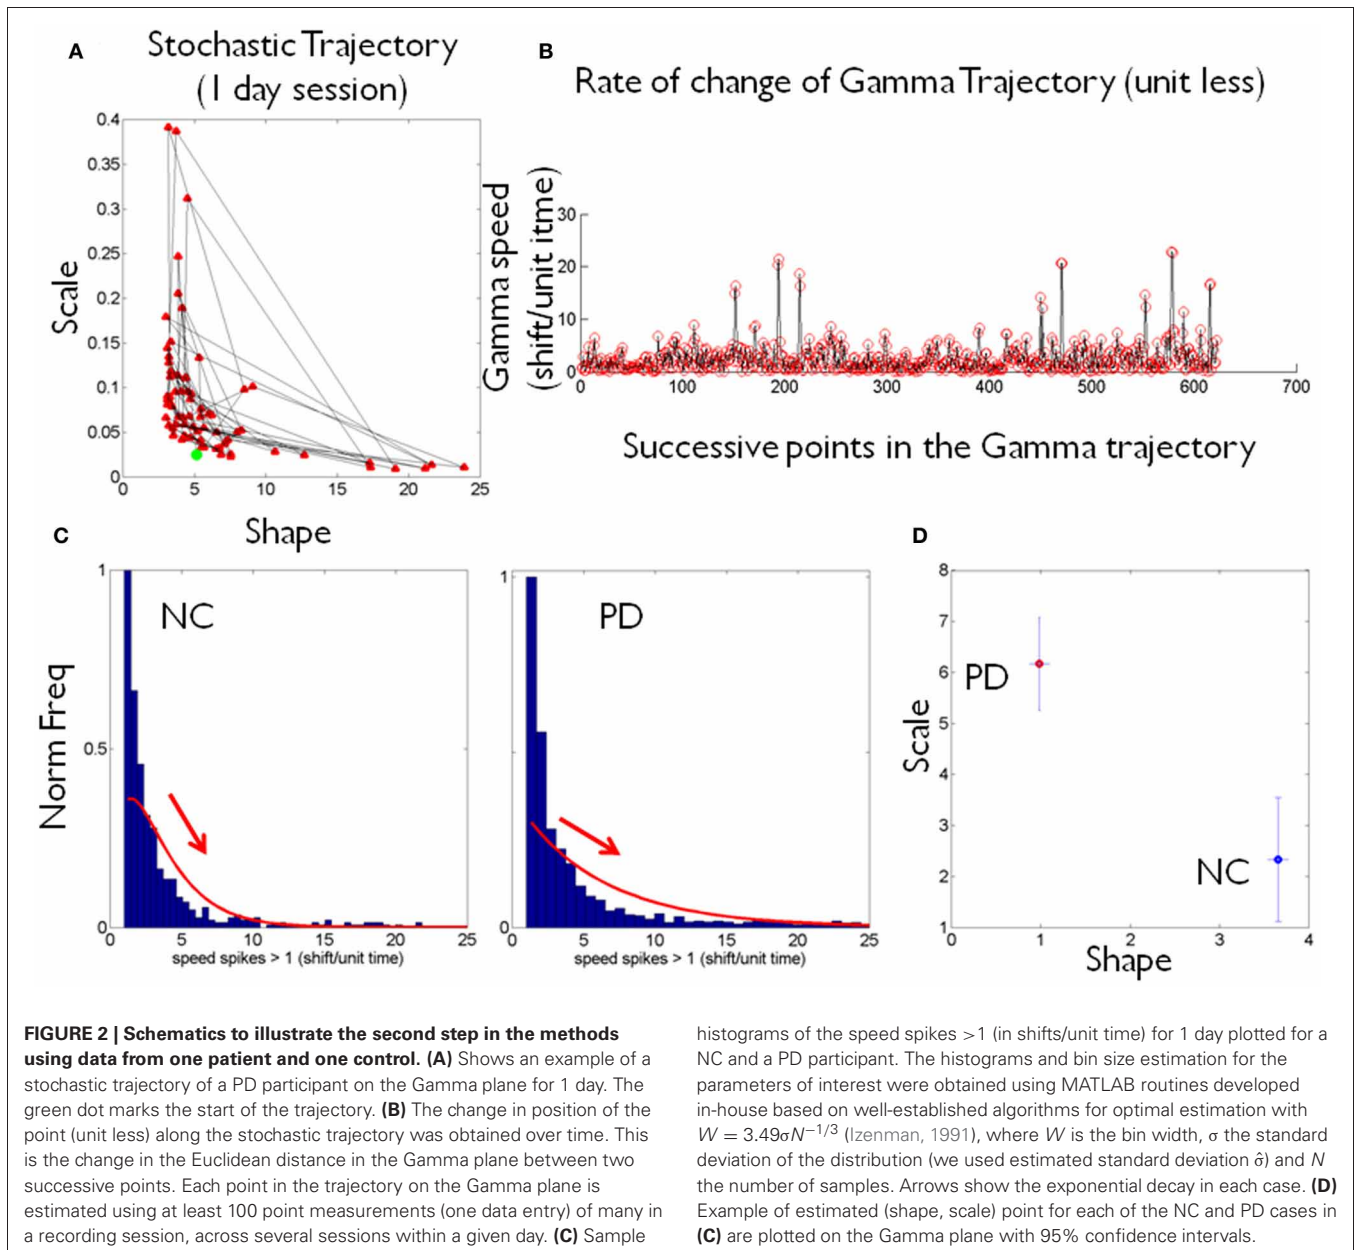 A
Stochastic Trajectory
(1 day session)
0.4
0.35
0.3
0.25
0.2
0.15
0.1
0.05
0
Scale
0 5 10 15 20 25
Shape
B
Rate of change of Gamma Trajectory (unit less)
Gamma speed
(shift/unit itme)
30
20
10
0
0 100 200 300 400 500 600 700
Successive points in the Gamma trajectory
C
Norm Freq
1
0.5
0
NC
0 5 10 15 20 25
speed spikes > 1 (shift/unit time)
1
0
PD
0 5 10 15 20 25
speed spikes > 1 (shift/unit time)
D
Scale
8
7
6
5
4
3
2
1
PD
NC
0 1 2 3 4
Shape
FIGURE 2 | Schematics to illustrate the second step in the methods
using data from one patient and one control. (A) Shows an example of a
stochastic trajectory of a PD participant on the Gamma plane for 1 day. The
green dot marks the start of the trajectory. (B) The change in position of the
point (unit less) along the stochastic trajectory was obtained over time. This
is the change in the Euclidean distance in the Gamma plane between two
successive points. Each point in the trajectory on the Gamma plane is
estimated using at least 100 point measurements (one data entry) of many in
a recording session, across several sessions within a given day. (C) Sample
histograms of the speed spikes >1 (in shifts/unit time) for 1 day plotted for a
NC and a PD participant. The histograms and bin size estimation for the
parameters of interest were obtained using MATLAB routines developed
in-house based on well-established algorithms for optimal estimation with
W = 3.49σN−1/3 (Izenman, 1991), where W is the bin width, σ the standard
deviation of the distribution (we used estimated standard deviation σ̂) and N
the number of samples. Arrows show the exponential decay in each case. (D)
Example of estimated (shape, scale) point for each of the NC and PD cases in
(C) are plotted on the Gamma plane with 95% confidence intervals.